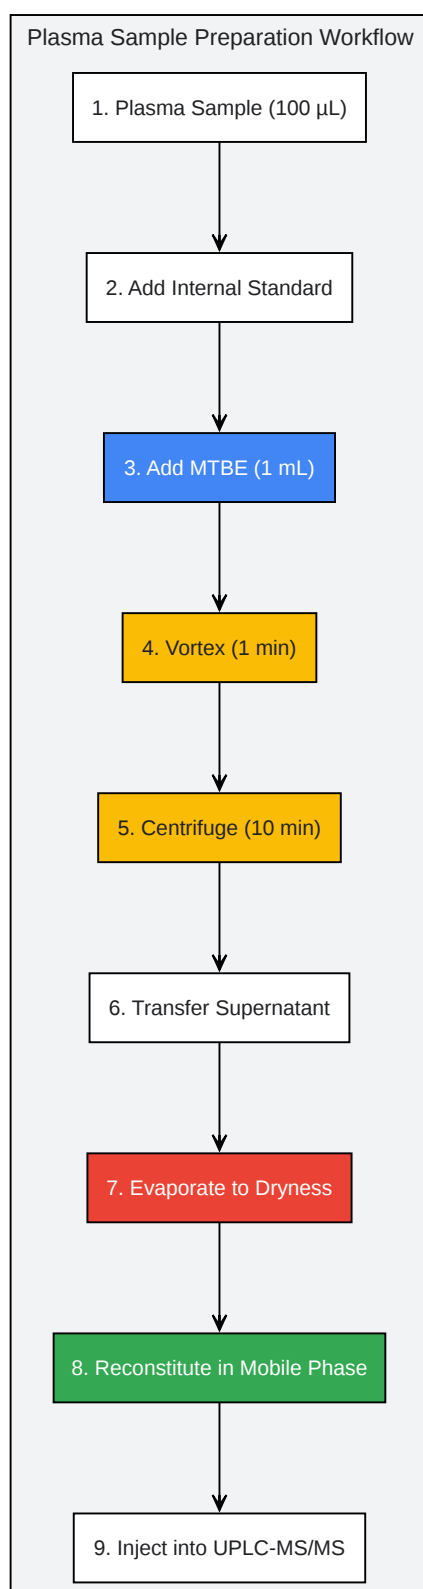 Plasma Sample Preparation Workflow
1. Plasma Sample (100 µL)
2. Add Internal Standard
3. Add MTBE (1 mL)
4. Vortex (1 min)
5. Centrifuge (10 min)
6. Transfer Supernatant
7. Evaporate to Dryness
8. Reconstitute in Mobile Phase
9. Inject into UPLC-MS/MS